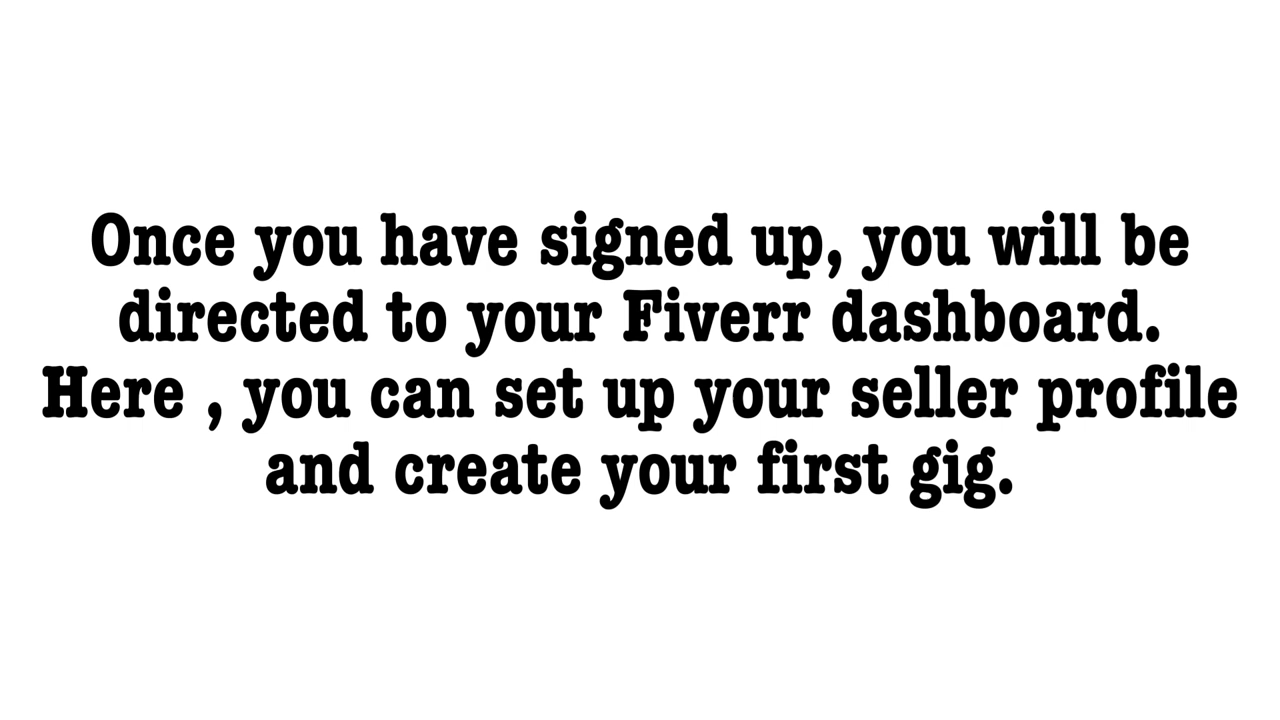 Once you have signed up, you will be
directed to your Fiverr dashboard.
Here , you can set up your seller profile
and create your first gig.